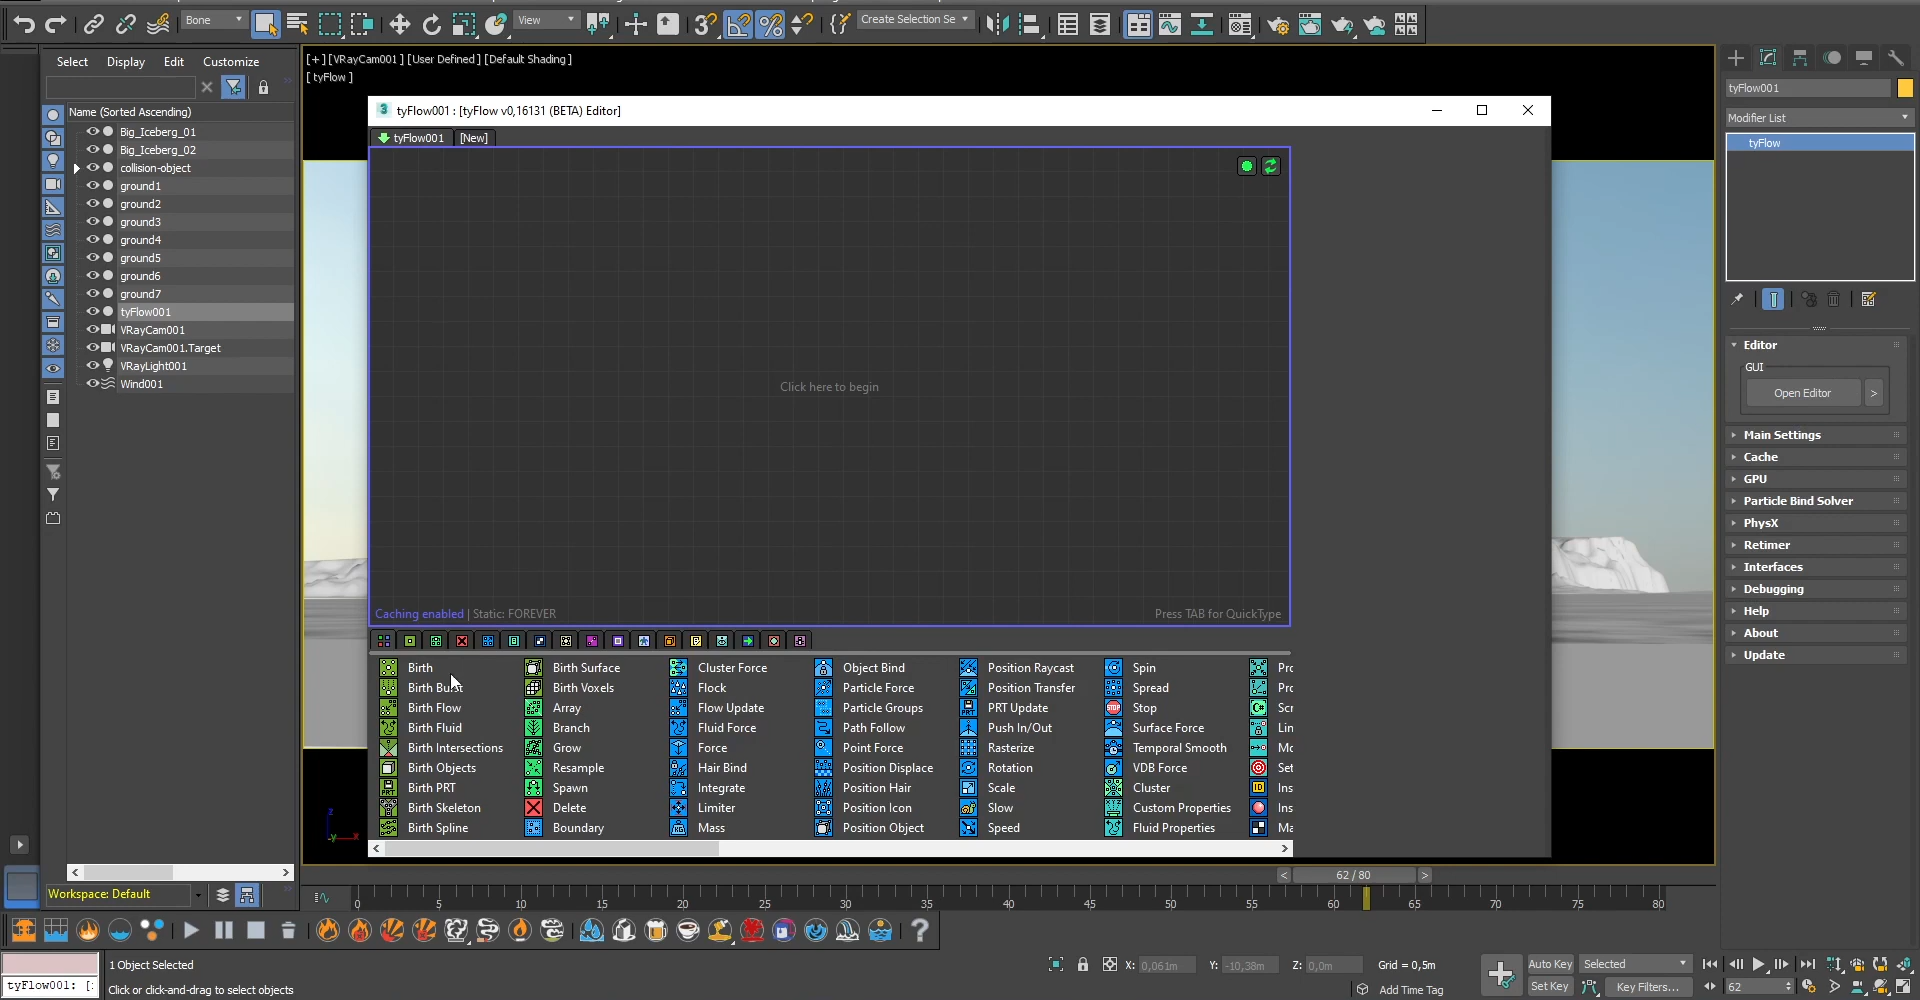 Bone
View
Create Selection Se
Select Display Edit Customize
[+] [VRayCam001] [User Defined] [Default Shading]
[ tyFlow ]
Name (Sorted Ascending)
Big_Iceberg_01
Big_Iceberg_02
collision-object
ground1
ground2
ground3
ground4
ground5
ground6
ground7
tyFlow001
VRayCam001
VRayCam001.Target
VRayLight001
Wind001
tyFlow001 : [tyFlow v0,16131 (BETA) Editor]
tyFlow001 [New]
Click here to begin
Caching enabled | Static: FOREVER
Press TAB for QuickType
Birth Birth Surface Cluster Force Object Bind Position Raycast Spin Pro
Birth Burst Birth Voxels Flock Particle Force Position Transfer Spread Pro
Birth Flow Array Flow Update Particle Groups PRT Update Stop Scr
Birth Fluid Branch Fluid Force Path Follow Push In/Out Surface Force Lin
Birth Intersections Grow Force Point Force Rasterize Temporal Smooth Mo
Birth Objects Resample Hair Bind Position Displace Rotation VDB Force Set
Birth PRT Spawn Integrate Position Hair Scale Cluster Ins
Birth Skeleton Delete Limiter Position Icon Slow Custom Properties Ins
Birth Spline Boundary Mass Position Object Speed Fluid Properties Ma
tyFlow001
Modifier List
tyFlow
Editor
GUI
Open Editor >
Main Settings
Cache
GPU
Particle Bind Solver
PhysX
Retimer
Interfaces
Debugging
Help
About
Update
< 62 / 80 >
Workspace: Default
0 5 10 15 20 25 30 35 40 45 50 55 60 65 70 75 80
1 Object Selected
X: 0,061m Y: -10,38m Z: 0,0m Grid = 0,5m
Auto Key Selected
tyFlow001: [:
Click or click-and-drag to select objects
Add Time Tag
Set Key Key Filters... 62